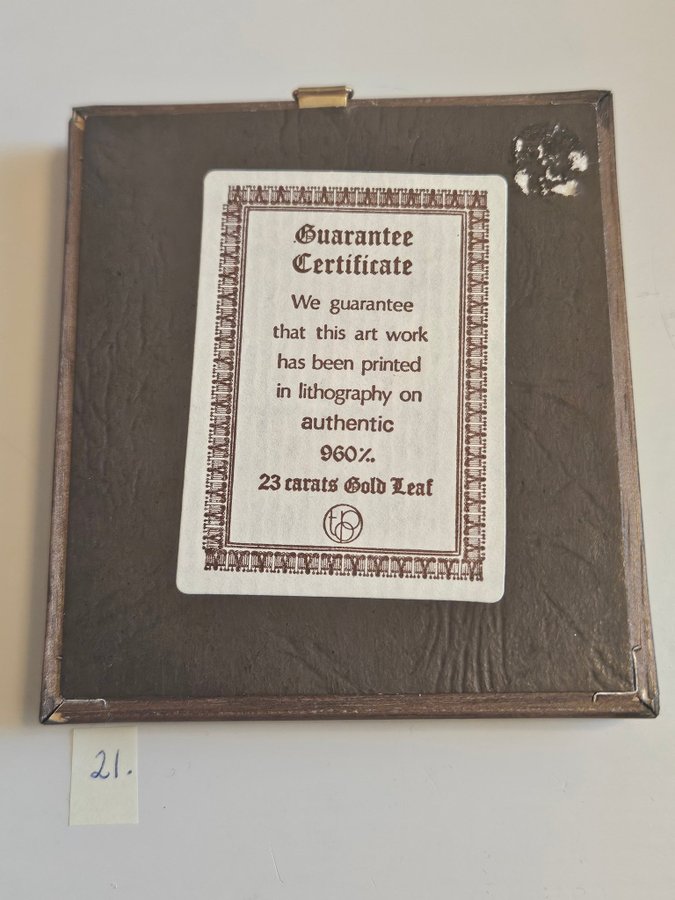 Guarantee
Certificate
We guarantee
that this art work
has been printed
in lithography on
authentic
960‰
23 carats Gold Leaf
21.